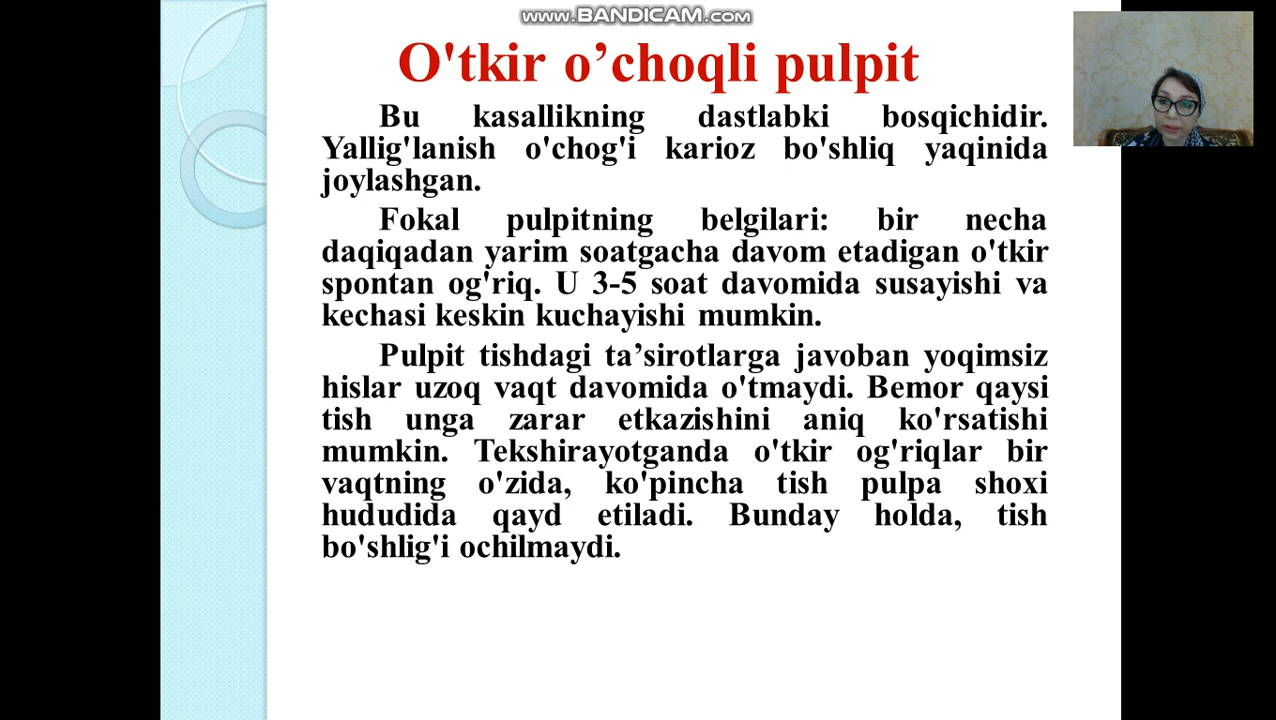 www.BANDICAM.com
O'tkir o’choqli pulpit
Bu kasallikning dastlabki bosqichidir.
Yallig'lanish o'chog'i karioz bo'shliq yaqinida
joylashgan.
Fokal pulpitning belgilari: bir necha
daqiqadan yarim soatgacha davom etadigan o'tkir
spontan og'riq. U 3-5 soat davomida susayishi va
kechasi keskin kuchayishi mumkin.
Pulpit tishdagi ta’sirotlarga javoban yoqimsiz
hislar uzoq vaqt davomida o'tmaydi. Bemor qaysi
tish unga zarar etkazishini aniq ko'rsatishi
mumkin. Tekshirayotganda o'tkir og'riqlar bir
vaqtning o'zida, ko'pincha tish pulpa shoxi
hududida qayd etiladi. Bunday holda, tish
bo'shlig'i ochilmaydi.